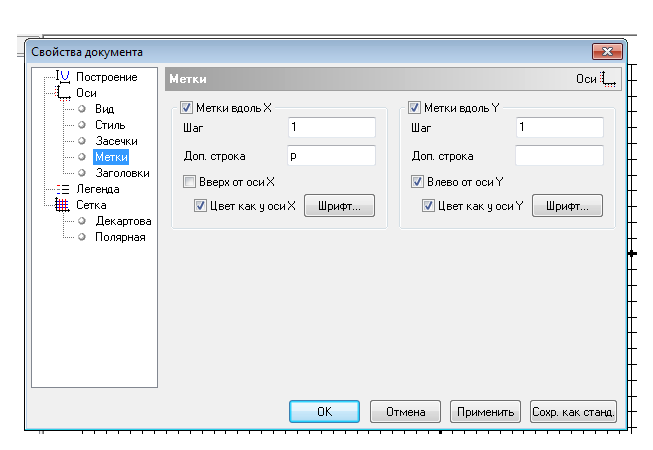 Свойства документа
Построение
Оси
Вид
Стиль
Засечки
Метки
Заголовки
Легенда
Сетка
Декартова
Полярная
Метки
Оси
Метки вдоль X
Шаг
1
Доп. строка
p
Вверх от оси X
Цвет как у оси X
Шрифт...
Метки вдоль Y
Шаг
1
Доп. строка
Влево от оси Y
Цвет как у оси Y
Шрифт...
OK
Отмена
Применить
Сохр. как станд.